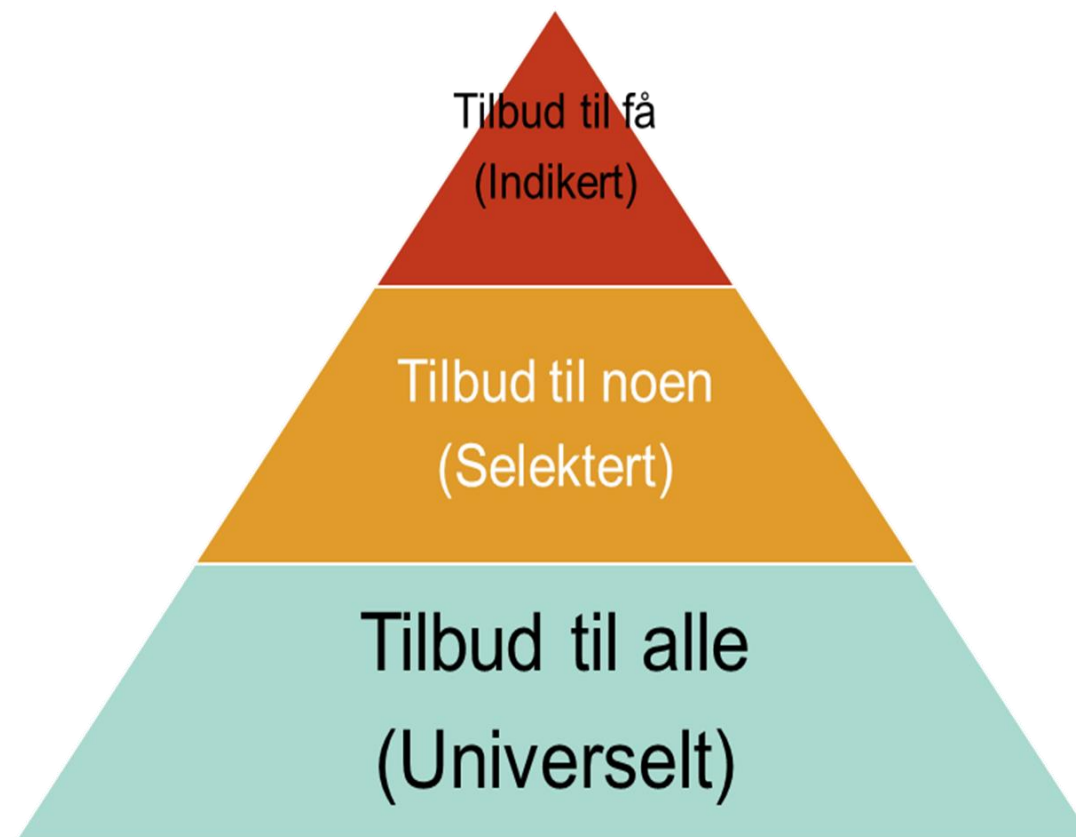 Tilbud til få
(Indikert)
Tilbud til noen
(Selektert)
Tilbud til alle
(Universelt)